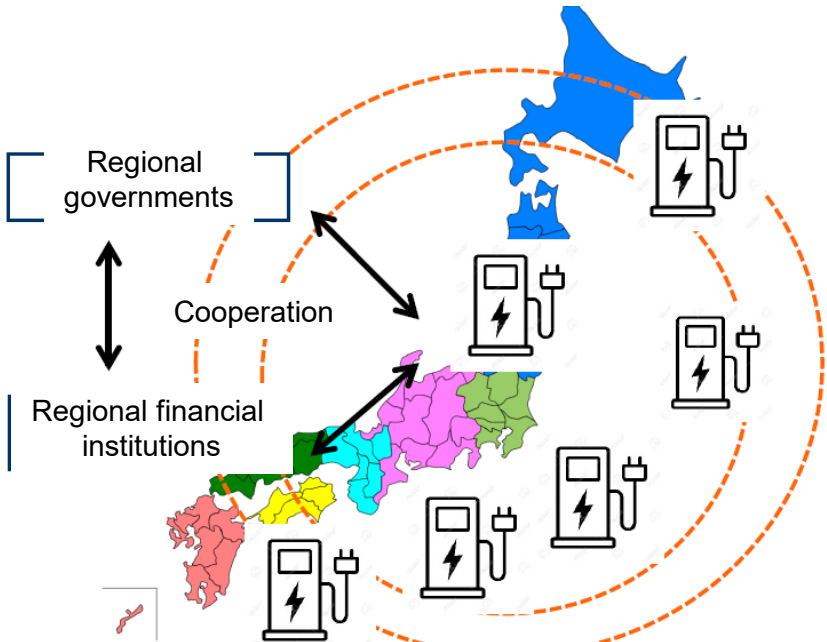 Regional
governments
Cooperation
Regional financial
institutions